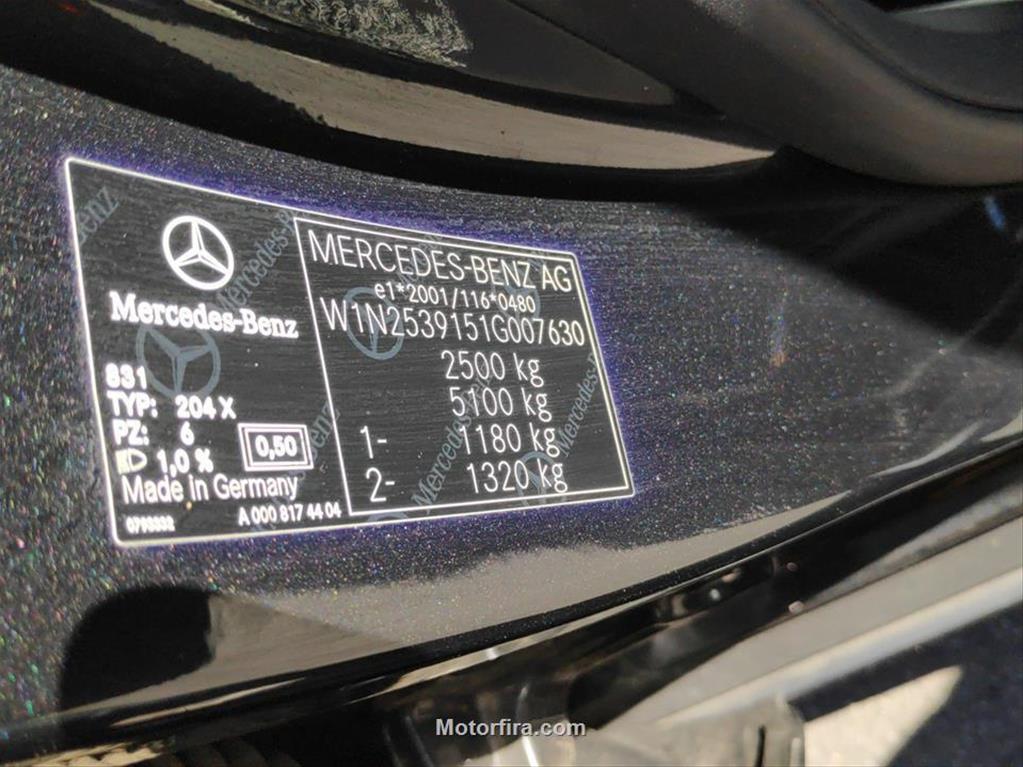 Mercedes-Benz
831
TYP: 204 X
PZ: 6
0,50
1,0 %
Made in Germany
0793332
A 000 817 44 04
MERCEDES-BENZ AG
e1*2001/116*0480
W1N2539151G007630
2500 kg
5100 kg
1- 1180 kg
2- 1320 kg
Motorfira.com